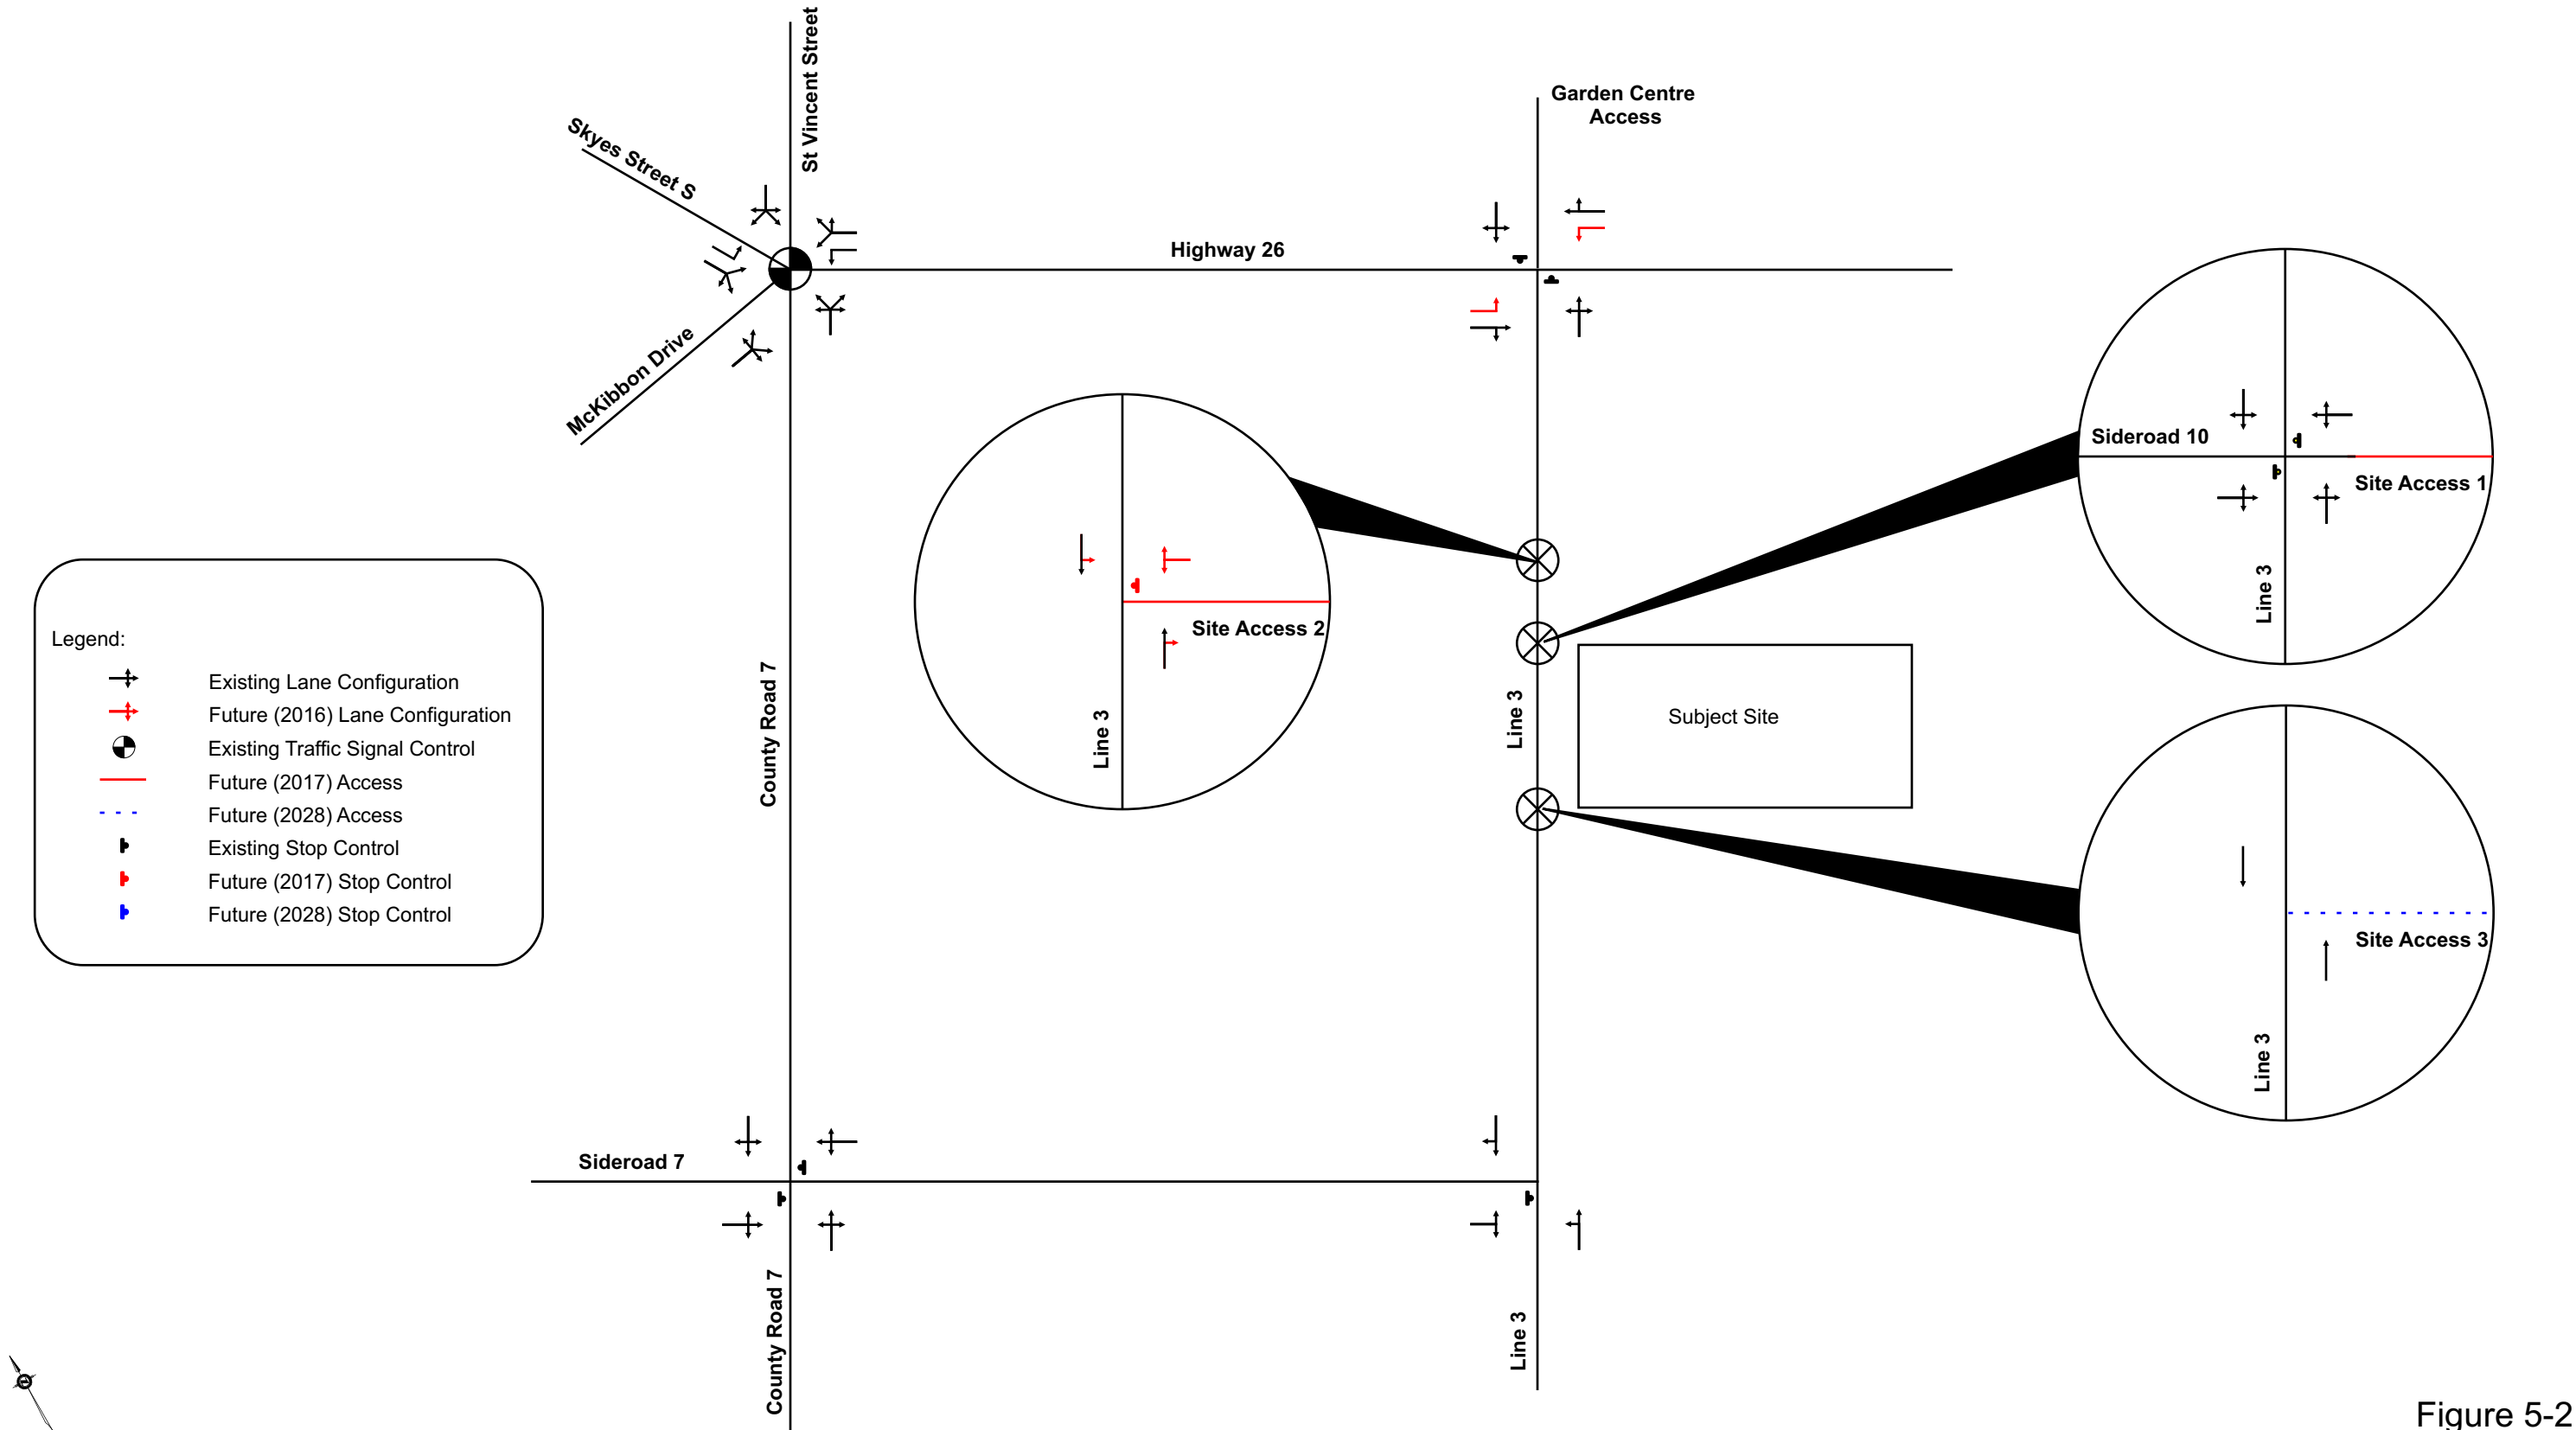 St Vincent Street
Skyes Street S
McKibbon Drive
Garden Centre
Access
Highway 26
Sideroad 10
Site Access 1
Line 3
Site Access 2
Line 3
County Road 7
Line 3
Subject Site
Legend:
Existing Lane Configuration
Future (2016) Lane Configuration
Existing Traffic Signal Control
Future (2017) Access
Future (2028) Access
Existing Stop Control
Future (2017) Stop Control
Future (2028) Stop Control
Site Access 3
Line 3
Sideroad 7
County Road 7
Line 3
Figure 5-2